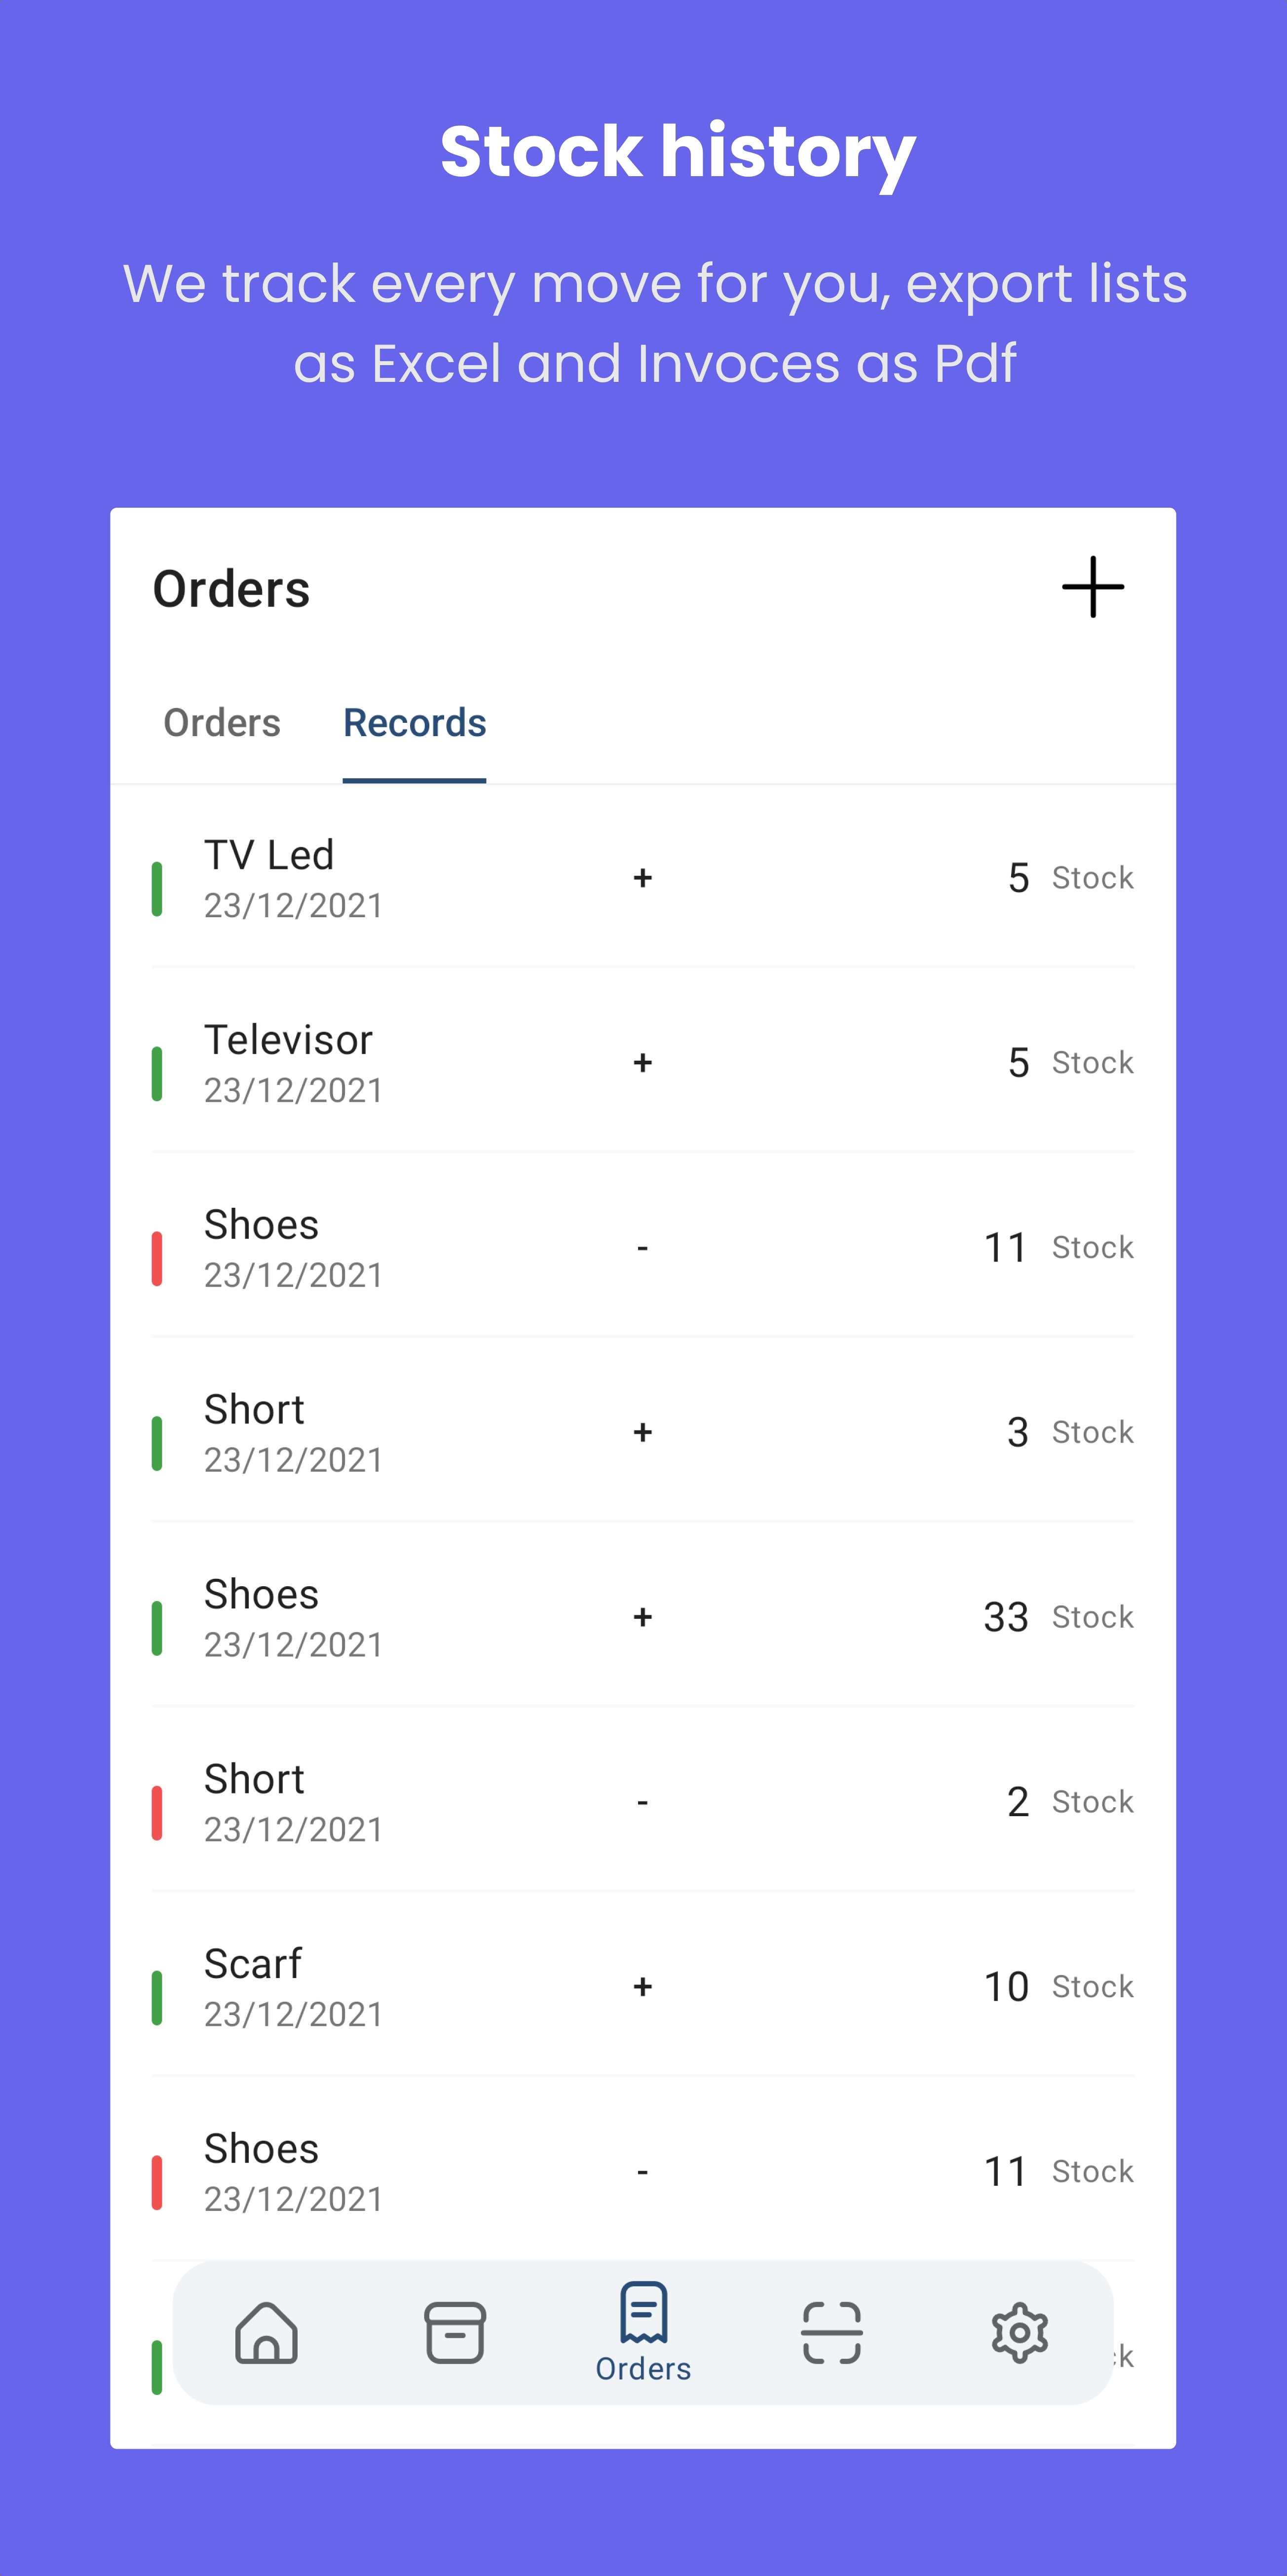 Stock history
We track every move for you, export lists
as Excel and Invoces as Pdf
Orders
Orders Records
TV Led
23/12/2021
+ 5 Stock
Televisor
23/12/2021
+ 5 Stock
Shoes
23/12/2021
- 11 Stock
Short
23/12/2021
+ 3 Stock
Shoes
23/12/2021
+ 33 Stock
Short
23/12/2021
- 2 Stock
Scarf
23/12/2021
+ 10 Stock
Shoes
23/12/2021
- 11 Stock
Orders